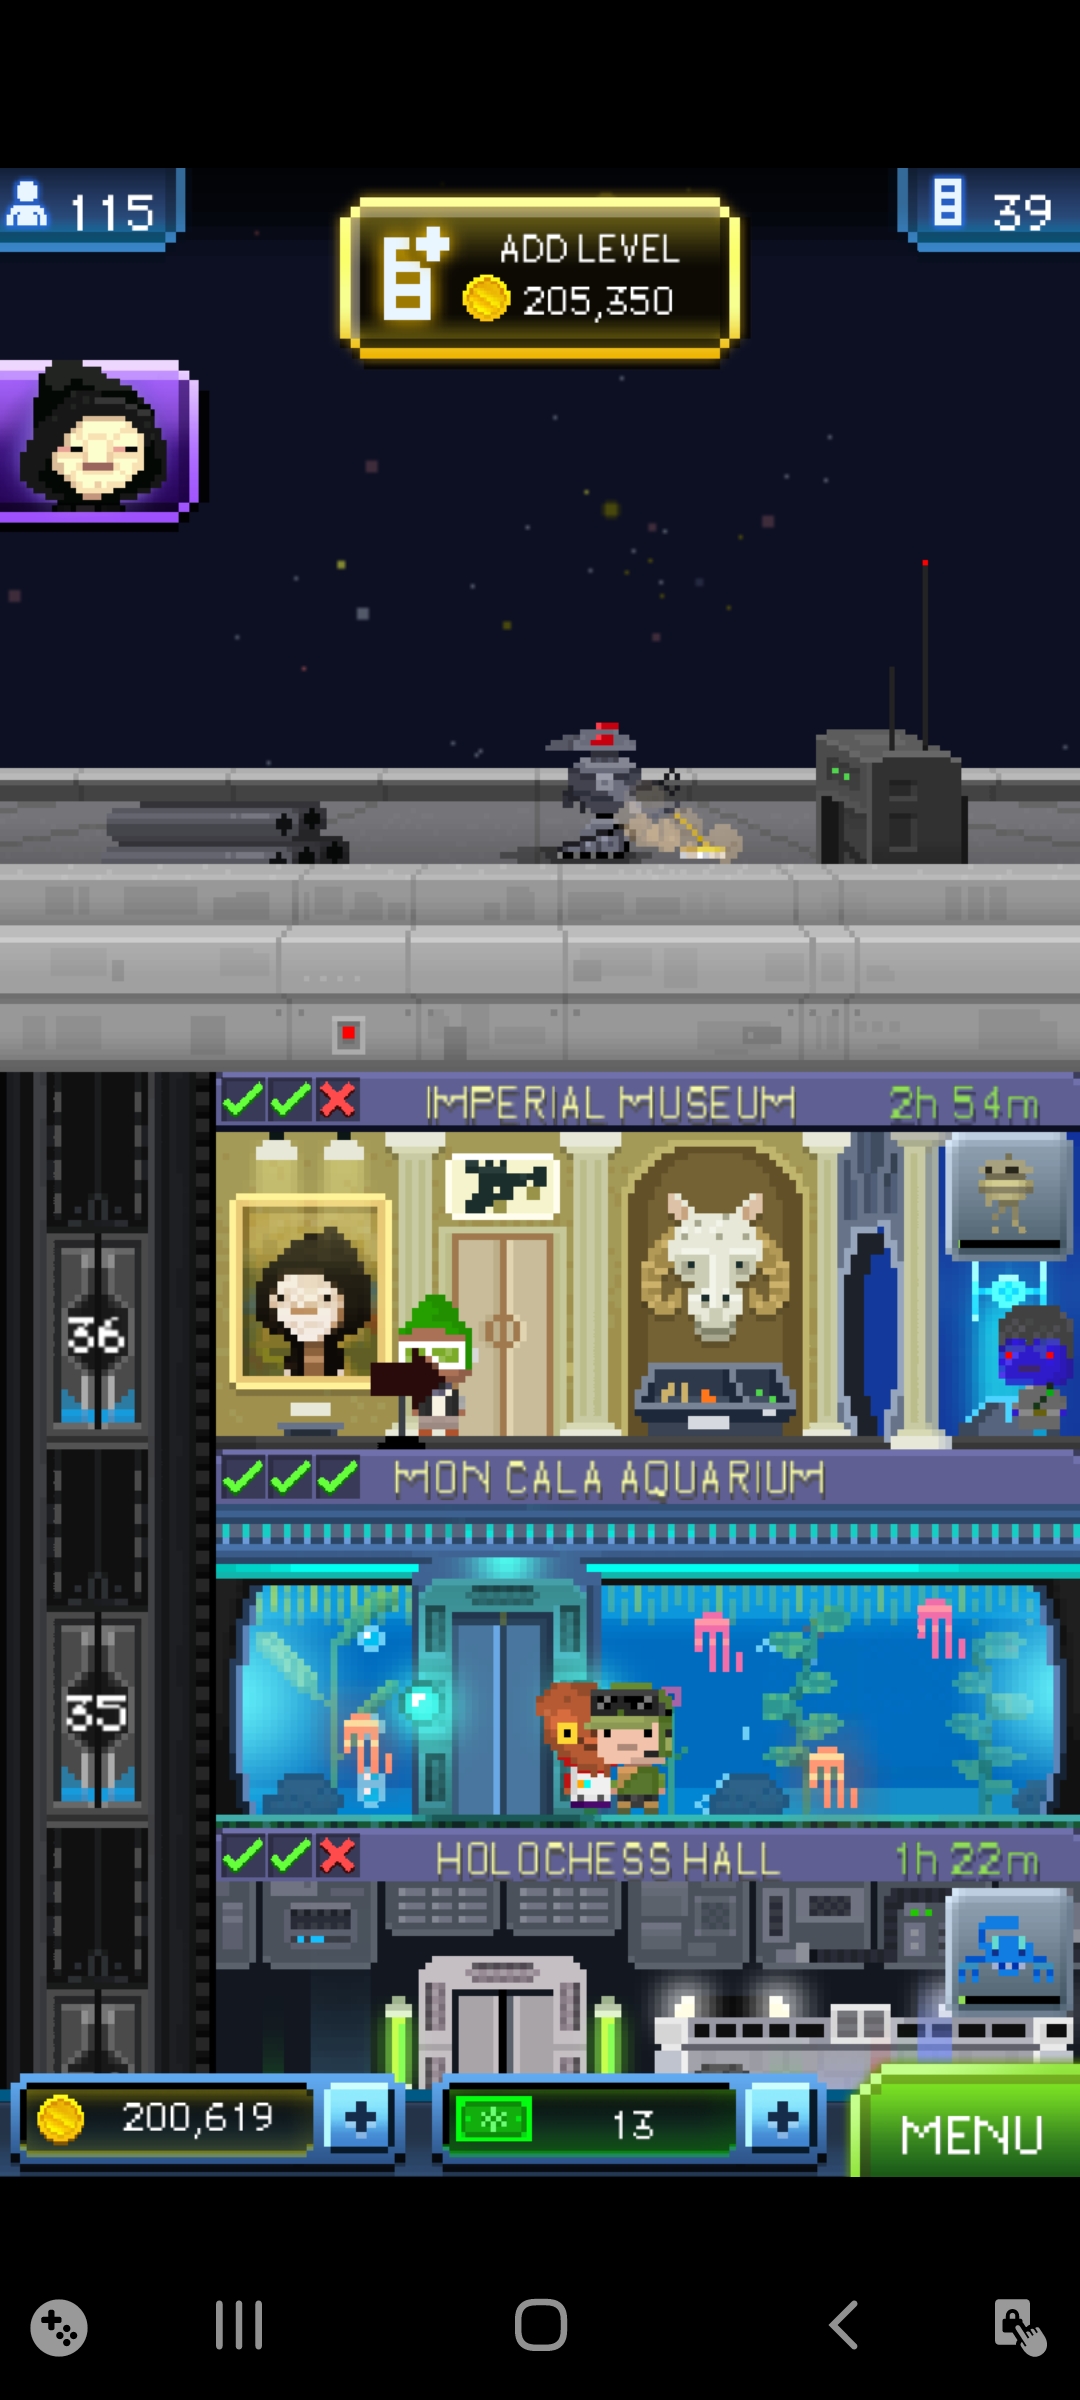 115
ADD LEVEL
205,350
39
IMPERIAL MUSEUM 2h 54m
36
MON CALA AQUARIUM
35
HOLOCHESS HALL 1h 22m
200,619
13
MENU